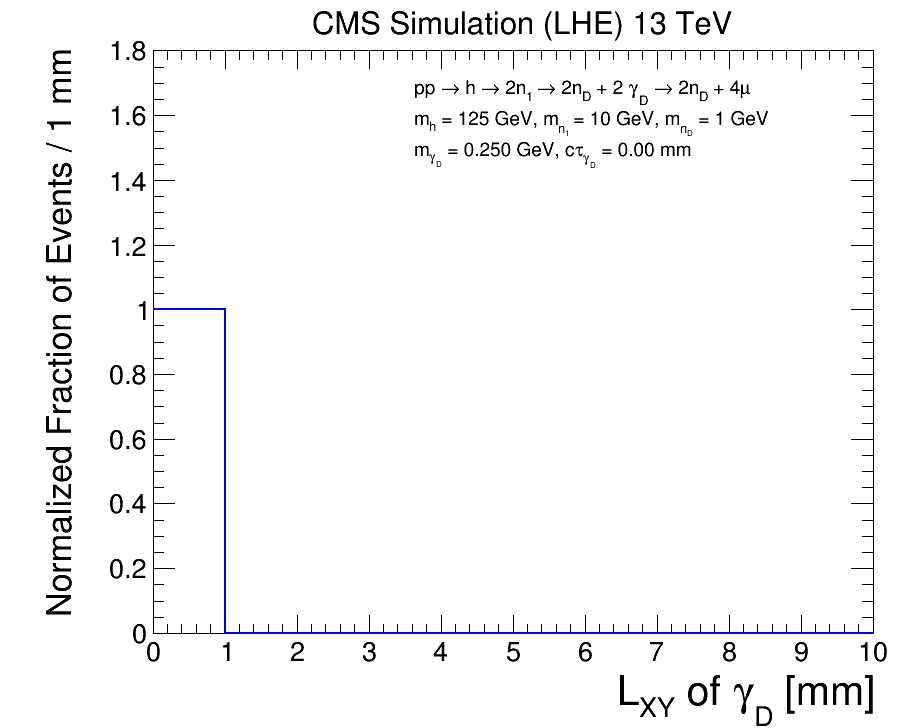 CMS Simulation (LHE) 13 TeV
Normalized Fraction of Events / 1 mm
1.8
1.6
1.4
1.2
1
0.8
0.6
0.4
0.2
0
pp → h → 2n₁ → 2n_D + 2 γ_D → 2n_D + 4μ
m_h = 125 GeV, m_n₁ = 10 GeV, m_n_D = 1 GeV
m_γ_D = 0.250 GeV, cτ_γ_D = 0.00 mm
0 1 2 3 4 5 6 7 8 9 10
L_XY of γ_D [mm]